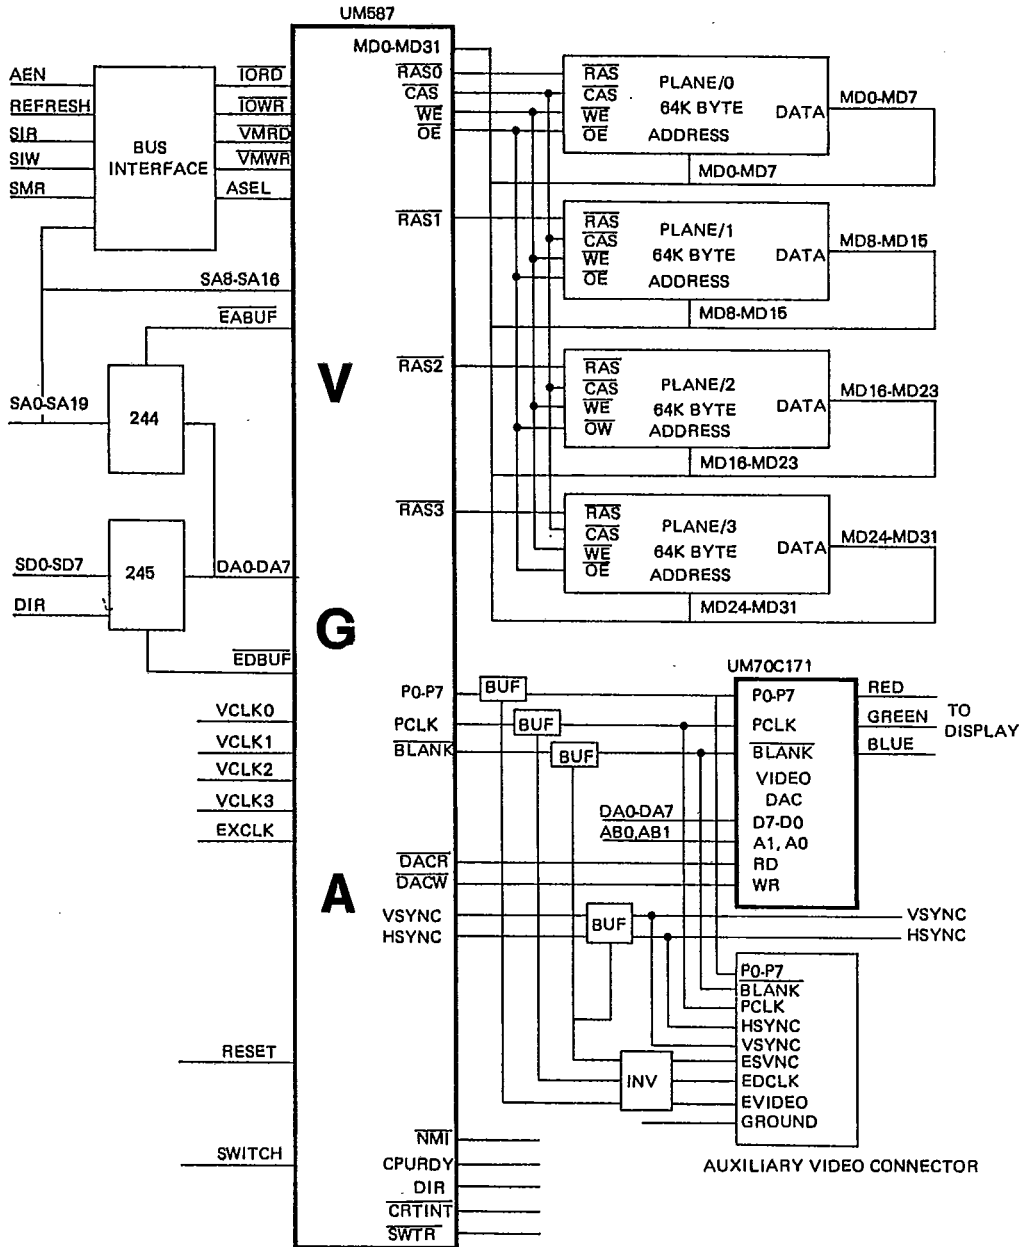 UM587
MD0-MD31
AEN
REFRESH
SIR
SIW
SMR
BUS
INTERFACE
IORD
IOWR
VMRD
VMWR
ASEL
SA8-SA16
EABUF
SA0-SA19
244
SD0-SD7
DIR
245
DA0-DA7
EDBUF
VCLK0
VCLK1
VCLK2
VCLK3
EXCLK
RESET
SWITCH
V
G
A
RAS0
CAS
WE
OE
RAS1
RAS2
RAS3
P0-P7
PCLK
BLANK
DACR
DACW
VSYNC
HSYNC
NMI
CPURDY
DIR
CRTINT
SWTR
RAS
CAS
WE
OE
PLANE/0
64K BYTE
ADDRESS
DATA
MD0-MD7
MD0-MD7
RAS
CAS
WE
OE
PLANE/1
64K BYTE
ADDRESS
DATA
MD8-MD15
MD8-MD15
RAS
CAS
WE
OW
PLANE/2
64K BYTE
ADDRESS
DATA
MD16-MD23
MD16-MD23
RAS
CAS
WE
OE
PLANE/3
64K BYTE
ADDRESS
DATA
MD24-MD31
MD24-MD31
BUF
BUF
BUF
UM70C171
P0-P7
PCLK
BLANK
VIDEO
DAC
D7-D0
A1, A0
RD
WR
DA0-DA7
AB0,AB1
RED
GREEN
BLUE
TO
DISPLAY
BUF
VSYNC
HSYNC
INV
P0-P7
BLANK
PCLK
HSYNC
VSYNC
ESVNC
EDCLK
EVIDEO
GROUND
AUXILIARY VIDEO CONNECTOR